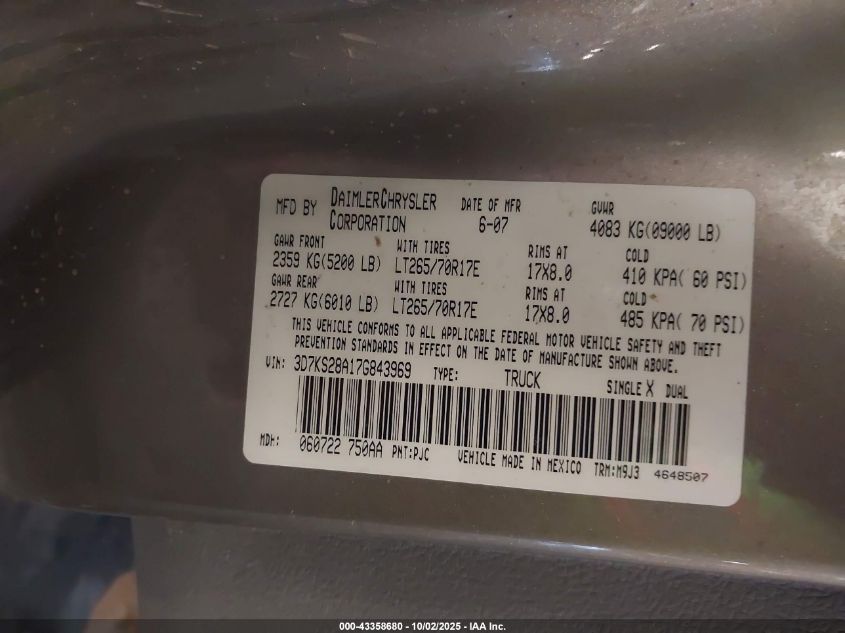 MFD BY DAIMLERCHRYSLER CORPORATION DATE OF MFR 6-07 GVWR 4083 KG(09000 LB)
GAWR FRONT WITH TIRES RIMS AT COLD
2359 KG(5200 LB) LT265/70R17E 17X8.0 410 KPA( 60 PSI)
GAWR REAR WITH TIRES RIMS AT COLD
2727 KG(6010 LB) LT265/70R17E 17X8.0 485 KPA( 70 PSI)
THIS VEHICLE CONFORMS TO ALL APPLICABLE FEDERAL MOTOR VEHICLE SAFETY AND THEFT
PREVENTION STANDARDS IN EFFECT ON THE DATE OF MANUFACTURE SHOWN ABOVE.
VIN: 3D7KS28A17G843969 TYPE: TRUCK SINGLE X DUAL
MDH: 060722 750AA PNT:PJC VEHICLE MADE IN MEXICO TRM:M9J3 4648507
000-43358680 - 10/02/2025 - IAA Inc.